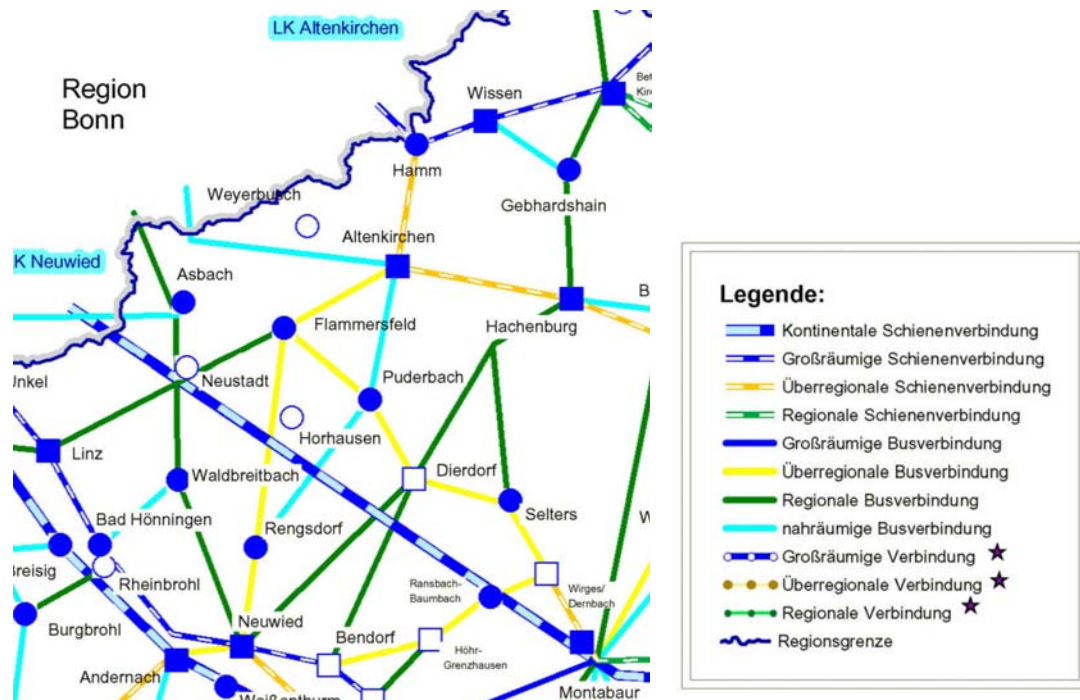 LK Altenkirchen
Region
Bonn
Wissen
Hamm
Weyerbusch
Gebhardshain
Altenkirchen
K Neuwied
Asbach
Flammersfeld
Hachenburg
B
Unkel
Neustadt
Puderbach
Horhausen
Linz
Waldbreitbach
Dierdorf
Bad Hönningen
Selters
Rengsdorf
W
Breisig
Rheinbrohl
Ransbach-
Baumbach
Wirges/
Dernbach
Burgbrohl
Neuwied
Bendorf
Höhr-
Grenzhausen
Andernach
Weißenthurm
Montabaur
Legende:
Kontinentale Schienenverbindung
Großräumige Schienenverbindung
Überregionale Schienenverbindung
Regionale Schienenverbindung
Großräumige Busverbindung
Überregionale Busverbindung
Regionale Busverbindung
nahräumige Busverbindung
Großräumige Verbindung
Überregionale Verbindung
Regionale Verbindung
Regionsgrenze